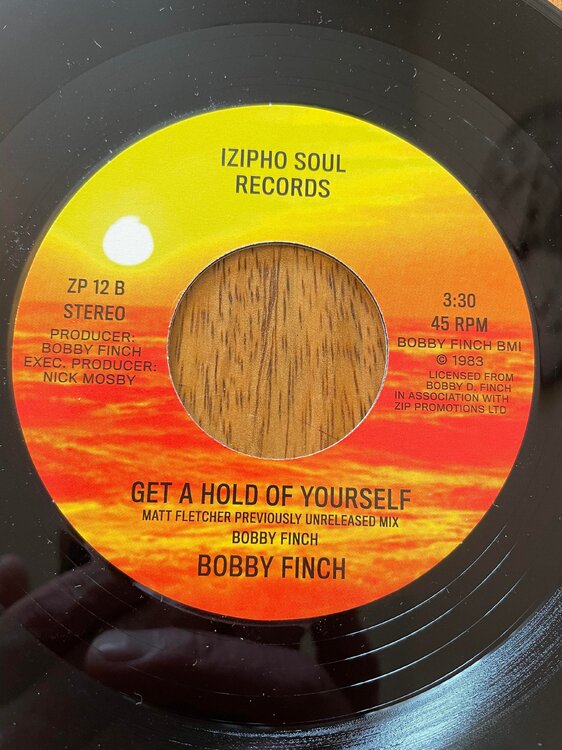 IZIPHO SOUL
RECORDS
ZP 12 B
STEREO
PRODUCER:
BOBBY FINCH
EXEC. PRODUCER:
NICK MOSBY
3:30
45 RPM
BOBBY FINCH BMI
© 1983
LICENSED FROM
BOBBY D. FINCH
IN ASSOCIATION WITH
ZIP PROMOTIONS LTD
GET A HOLD OF YOURSELF
MATT FLETCHER PREVIOUSLY UNRELEASED MIX
BOBBY FINCH
BOBBY FINCH